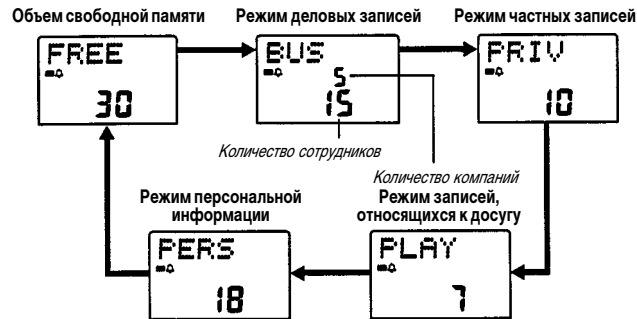 Объем свободной памяти
Режим деловых записей
Режим частных записей
FREE
30
BUS
5
15
PRIV
10
Количество сотрудников
Количество компаний
Режим персональной
информации
Режим записей,
относящихся к досугу
PERS
18
PLAY
7